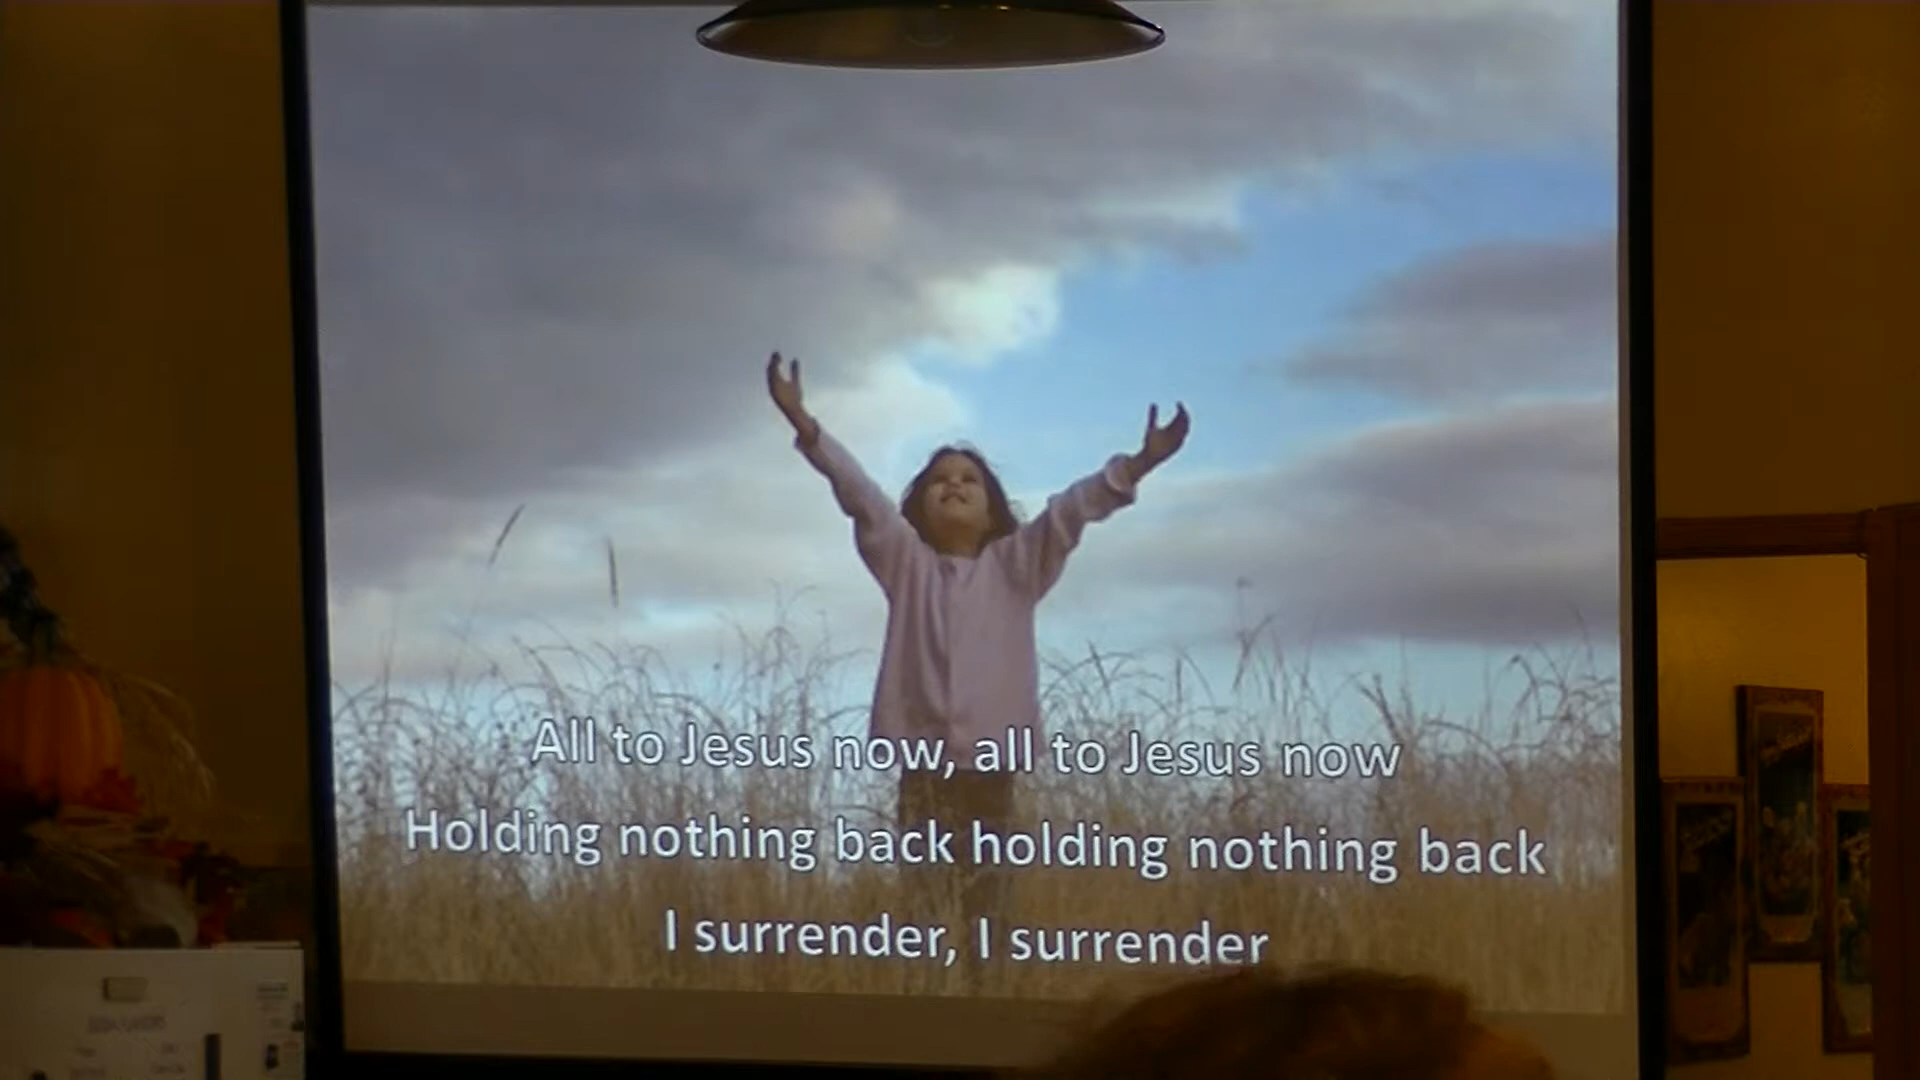 All to Jesus now, all to Jesus now
Holding nothing back holding nothing back
I surrender, I surrender